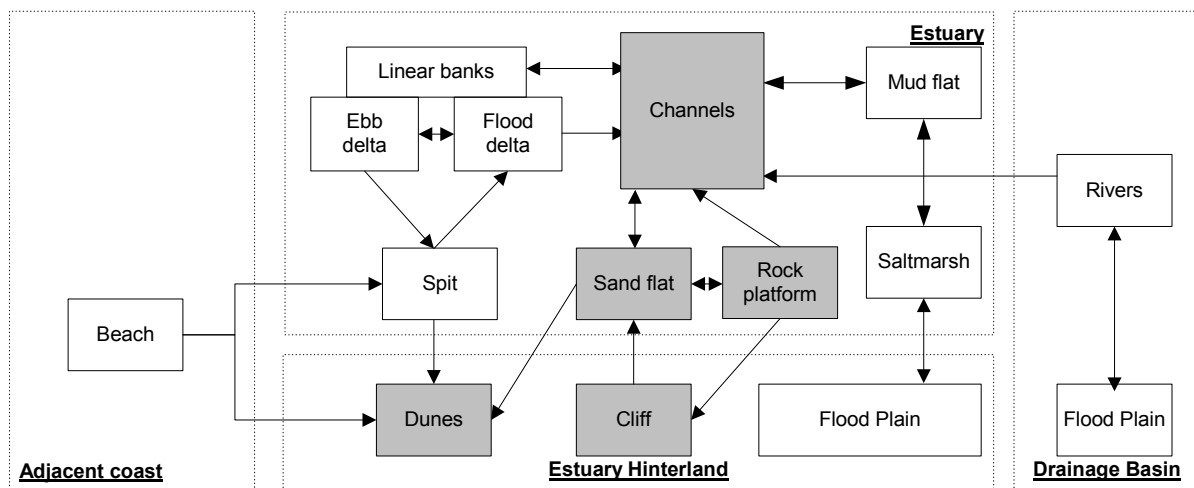 Estuary
Linear banks
Channels
Mud flat
Ebb
delta
Flood
delta
Rivers
Spit
Sand flat
Rock
platform
Saltmarsh
Beach
Dunes
Cliff
Flood Plain
Flood Plain
Adjacent coast
Estuary Hinterland
Drainage Basin